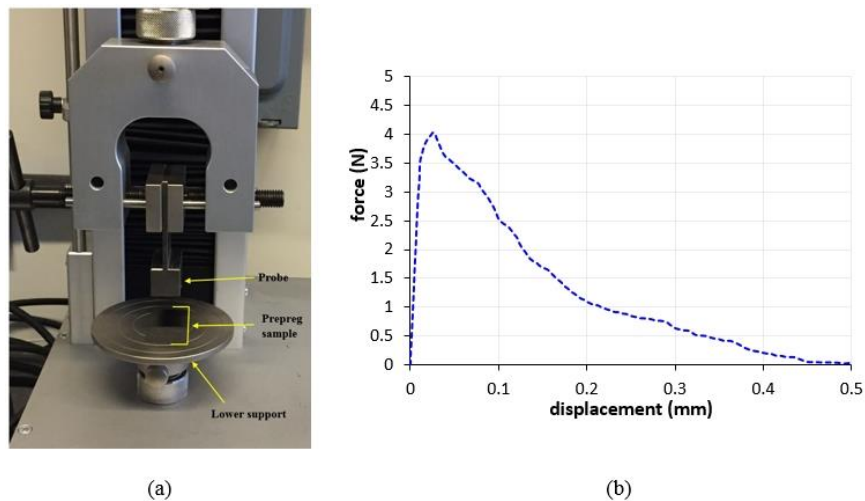 Probe
Prepreg
sample
Lower support
(a)
force (N)
5
4.5
4
3.5
3
2.5
2
1.5
1
0.5
0
0 0.1 0.2 0.3 0.4 0.5
displacement (mm)
(b)